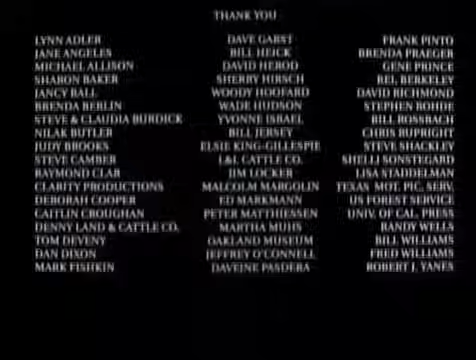 THANK YOU
LYNN ADLER
JANE ANGELES
MICHAEL ALLISON
SHARON BAKER
JANCY BALL
BRENDA BERLIN
STEVE & CLAUDIA BURDICK
NILAK BUTLER
JUDY BROOKS
STEVE CAMBER
RAYMOND CLAR
CLARITY PRODUCTIONS
DEBORAH COOPER
CAITLIN CROUGHAN
DENNY LAND & CATTLE CO.
TOM DEVENY
DAN DIXON
MARK FISHKIN
DAVE GARST
BILL HEICK
DAVID HEROD
SHERRY HIRSCH
WOODY HOOFARD
WADE HUDSON
YVONNE ISRAEL
BILL JERSEY
ELSIE KING-GILLESPIE
L&L CATTLE CO.
JIM LOCKER
MALCOLM MARGOLIN
ED MARKMANN
PETER MATTHIESSEN
MARTHA MUHS
OAKLAND MUSEUM
JEFFREY O'CONNELL
DAVEINE PASDERA
FRANK PINTO
BRENDA PRAEGER
GENE PRINCE
REL BERKELEY
DAVID RICHMOND
STEPHEN ROHDE
BILL ROSSBACH
CHRIS RUPRIGHT
STEVE SHACKLEY
SHELLI SONSTEGARD
LISA STADDELMAN
TEXAS MOT. PIC. SERV.
US FOREST SERVICE
UNIV. OF CAL. PRESS
RANDY WELLS
BILL WILLIAMS
FRED WILLIAMS
ROBERT J. YANES